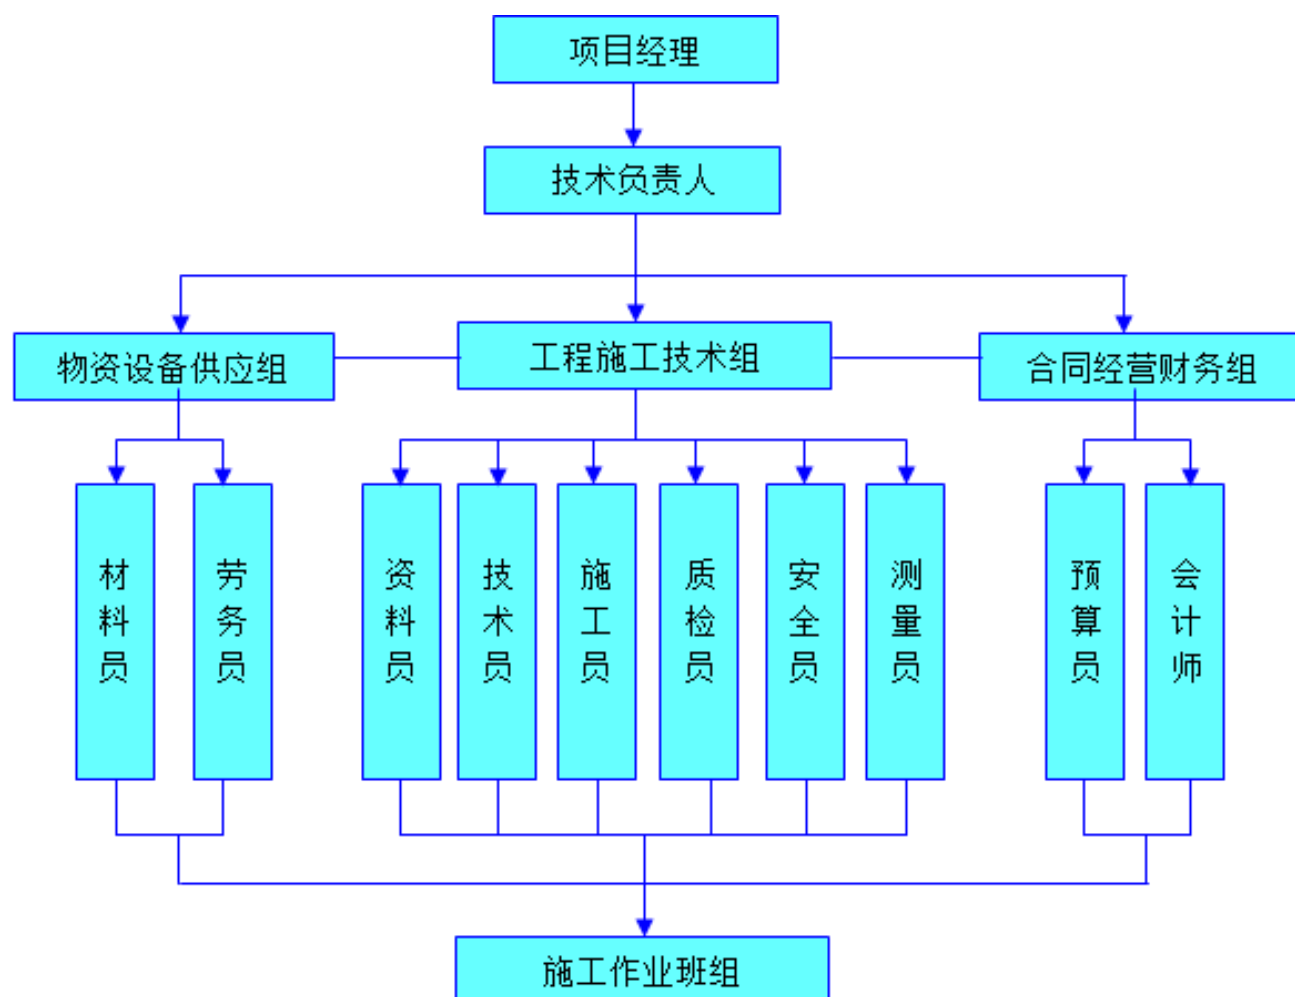 项目经理
技术负责人
物资设备供应组
工程施工技术组
合同经营财务组
材料员
劳务员
资料员
技术员
施工员
质检员
安全员
测量员
预算员
会计师
施工作业班组